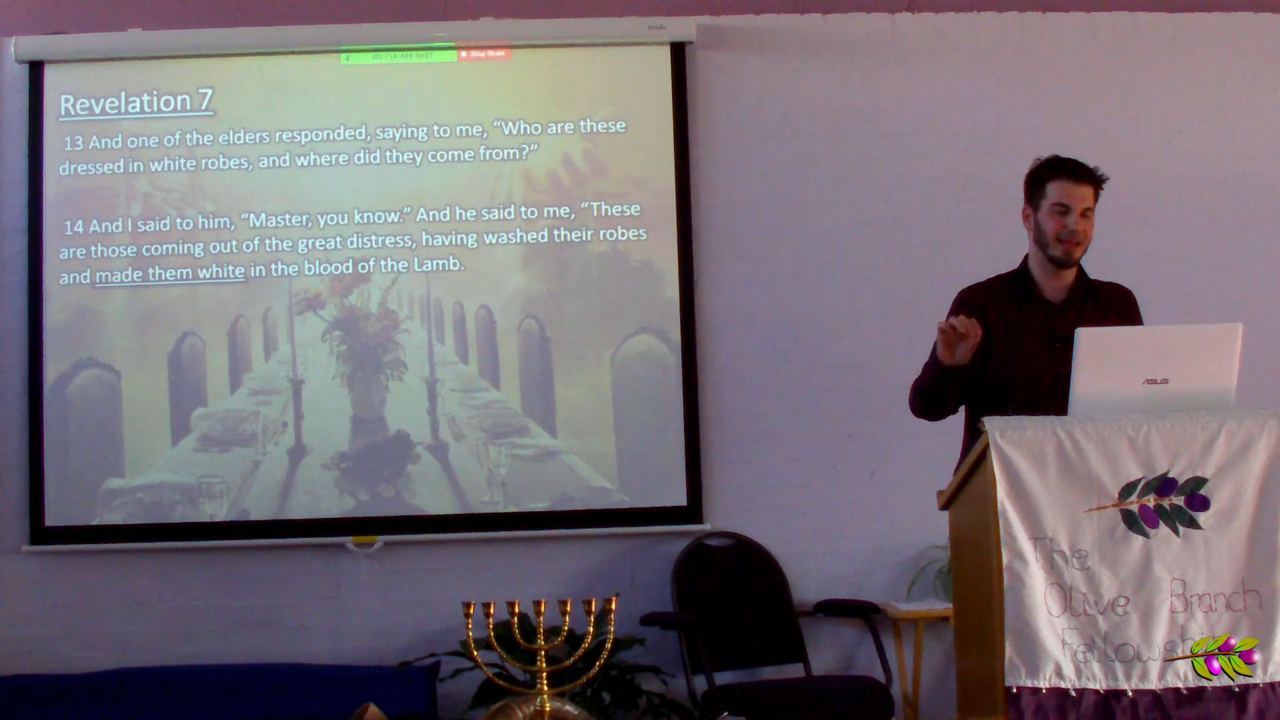 Stop Share
Revelation 7
13 And one of the elders responded, saying to me, “Who are these
dressed in white robes, and where did they come from?”
14 And I said to him, “Master, you know.” And he said to me, “These
are those coming out of the great distress, having washed their robes
and made them white in the blood of the Lamb.
ASUS
The
Olive Branch